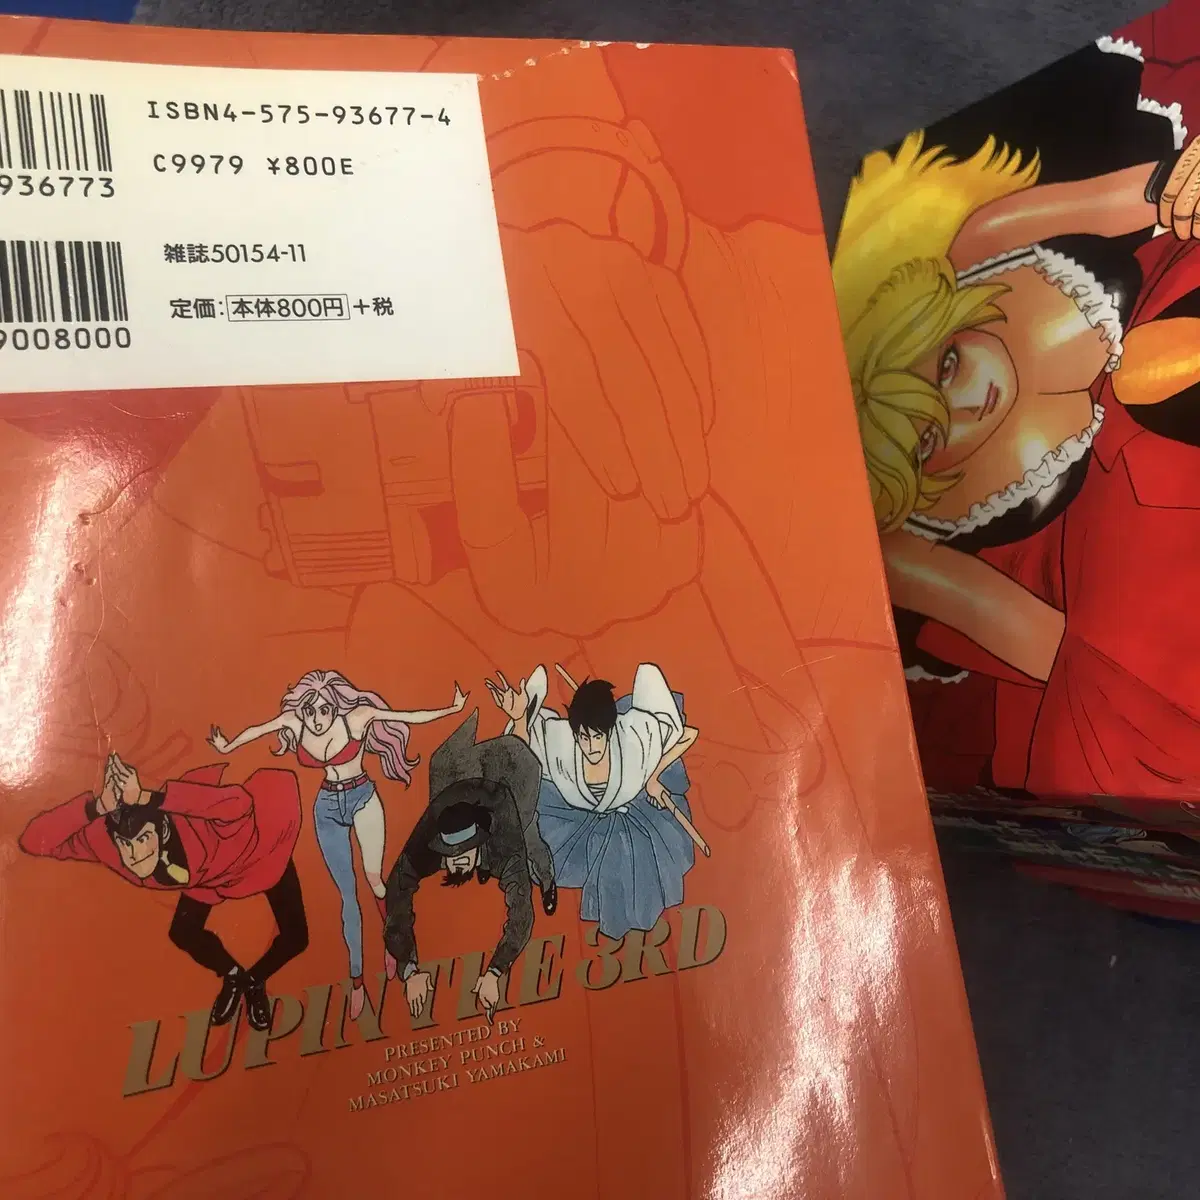 ISBN4-575-93677-4
936773
C9979 ¥800E
雑誌50154-11
定価:本体800円+税
9008000
LUPIN THE 3RD
PRESENTED BY
MONKEY PUNCH &
MASATSUKI YAMAKAMI